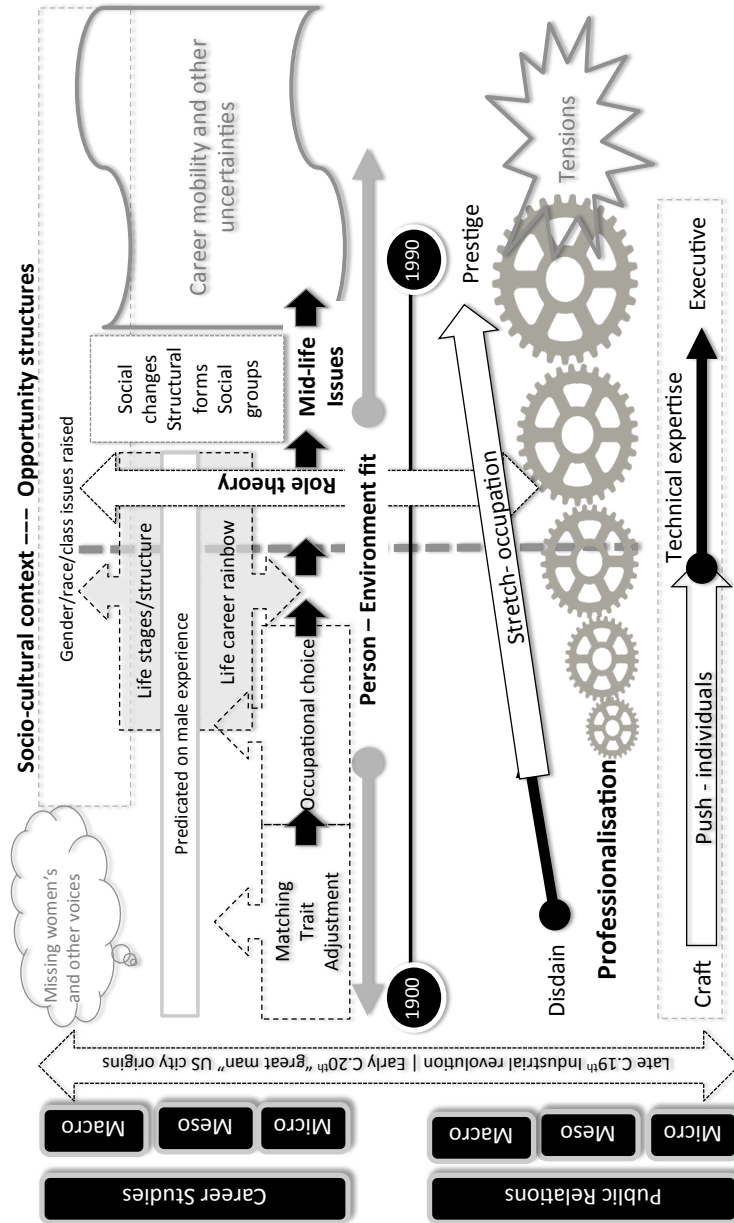 Career Studies
Macro
Meso
Micro
Public Relations
Macro
Meso
Micro
Late C.19th Industrial revolution | Early C.20th "great man" US city origins
Missing women's
and other voices
Socio-cultural context ––– Opportunity structures
Gender/race/class issues raised
Life stages/structure
Predicated on male experience
Life career rainbow
Matching
Trait
Adjustment
Occupational choice
Role theory
Social
changes
Structural
forms
Social
groups
Mid-life
Issues
Career mobility and other
uncertainties
Person – Environment fit
1900
1990
Disdain
Stretch- occupation
Prestige
Professionalisation
Tensions
Craft
Push - individuals
Technical expertise
Executive